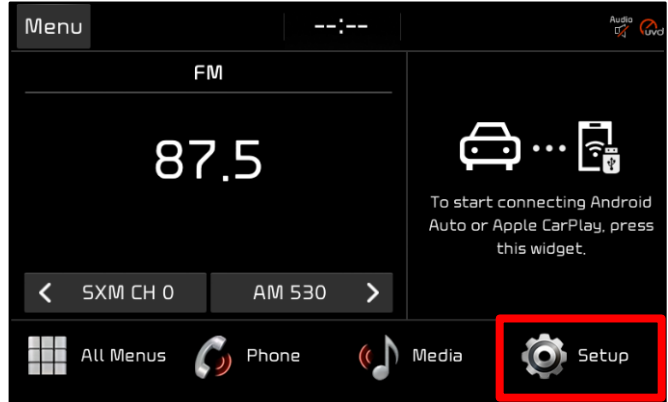 Menu
--:--
Audio
uvo
FM
87.5
To start connecting Android
Auto or Apple CarPlay, press
this widget.
SXM CH 0
AM 530
All Menus
Phone
Media
Setup